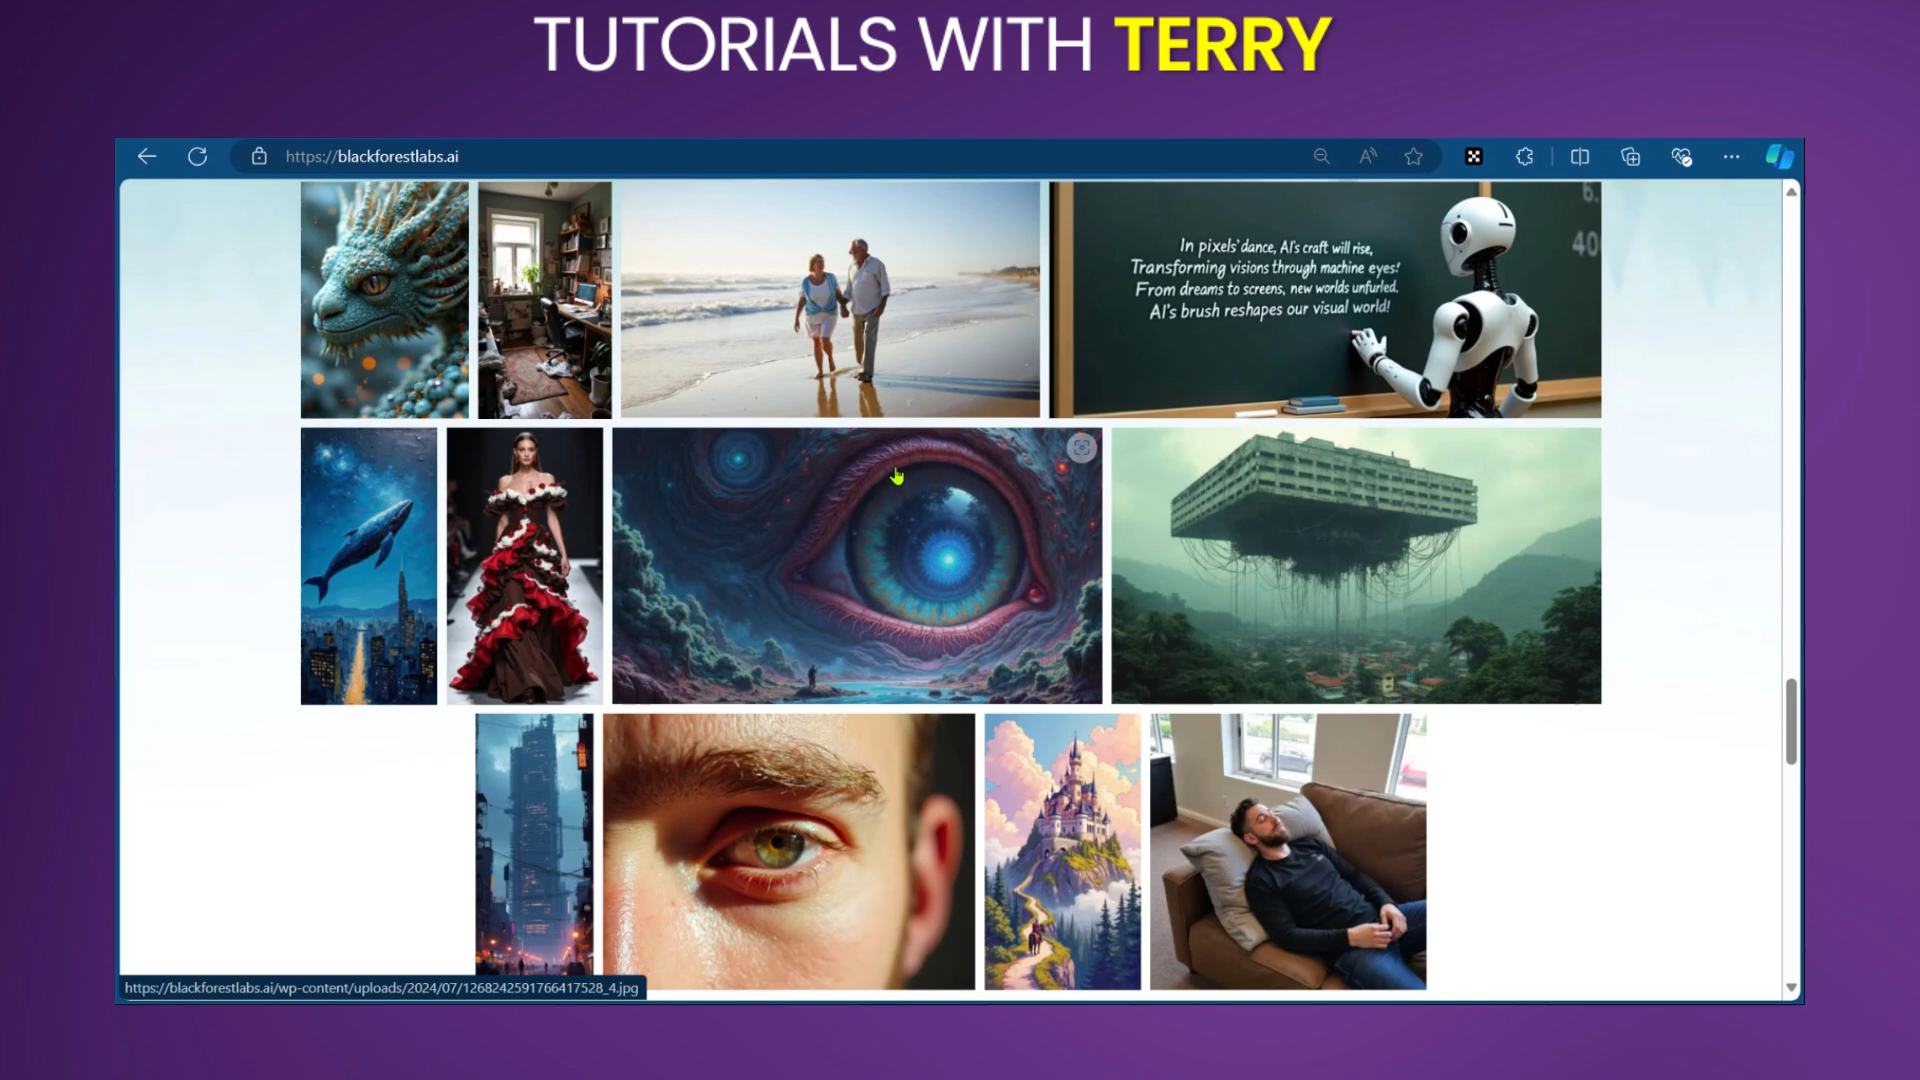 TUTORIALS WITH TERRY
https://blackforestlabs.ai
6.
40
In pixels' dance, AI's craft will rise,
Transforming visions through machine eyes!
From dreams to screens, new worlds unfurled.
AI's brush reshapes our visual world!
https://blackforestlabs.ai/wp-content/uploads/2024/07/1268242591766417528_4.jpg